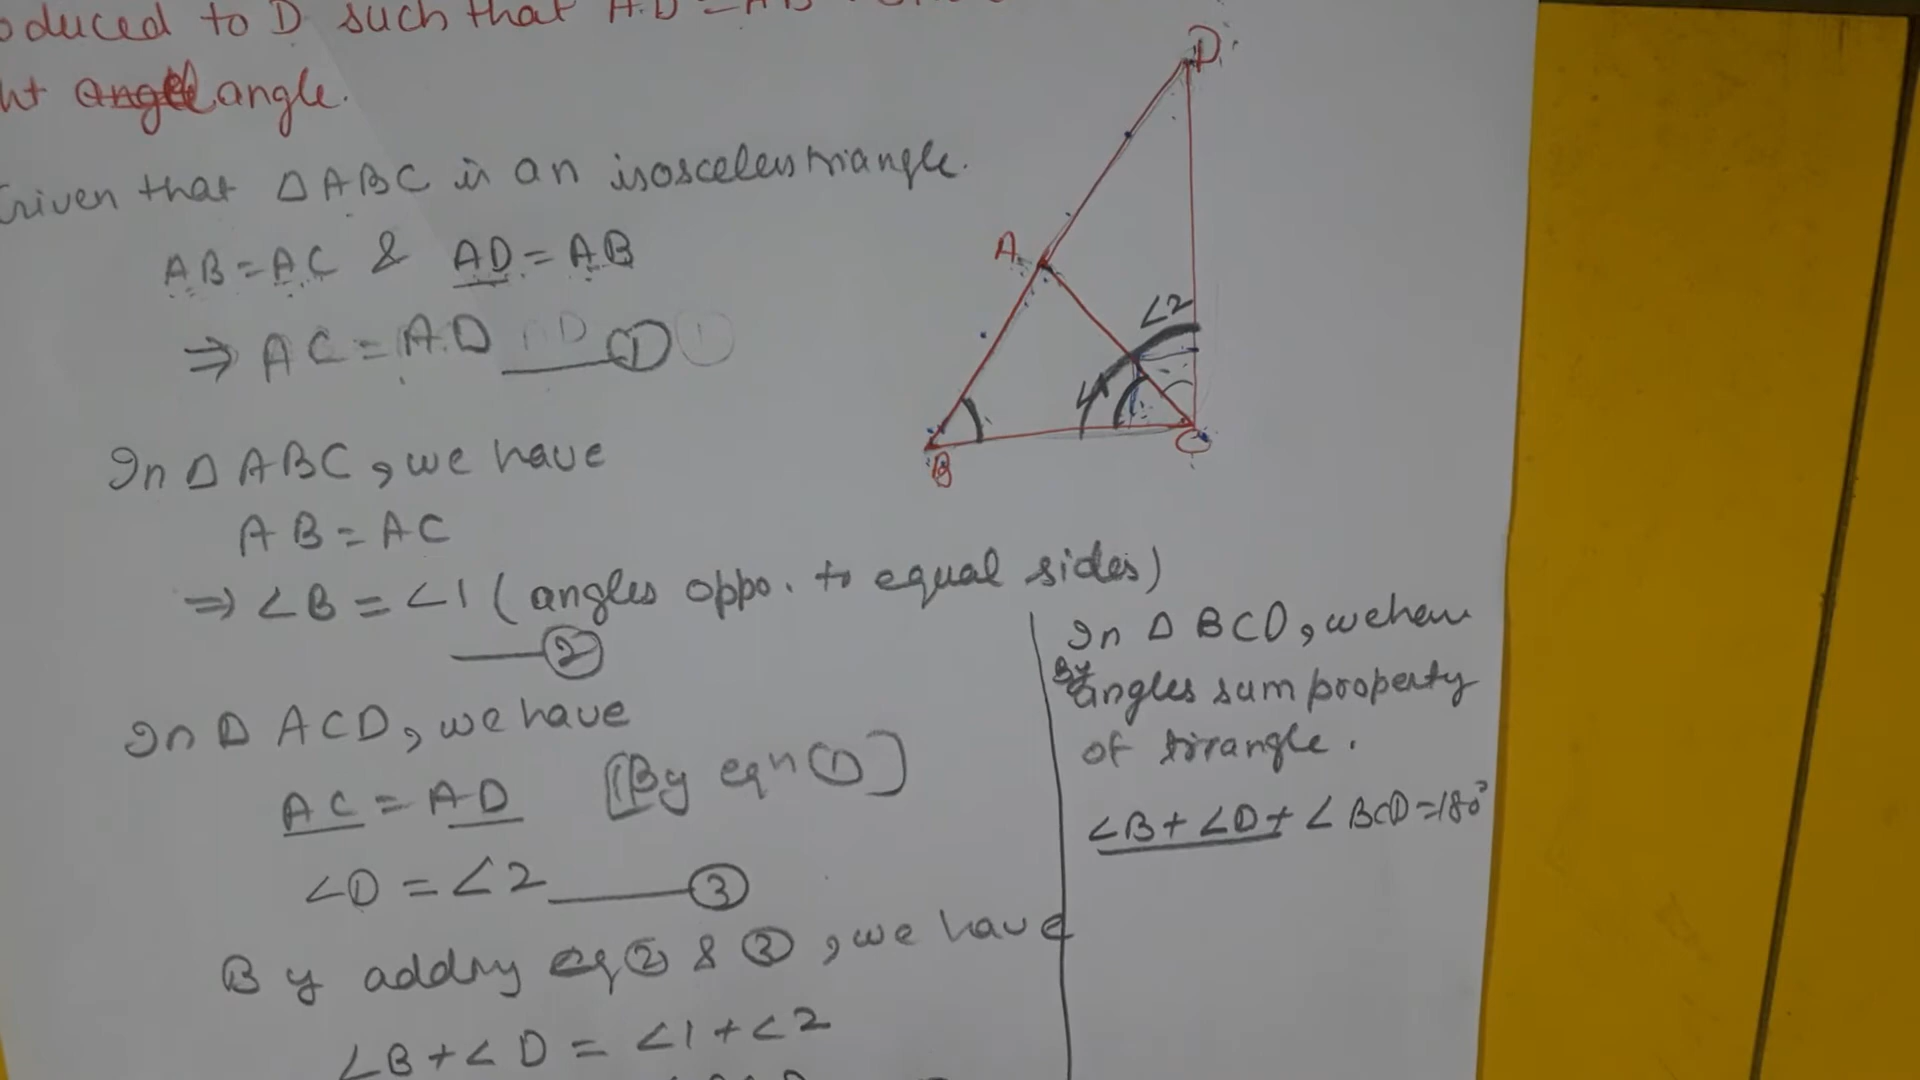 oduced to D such that AD = AB
ht angle.
Given that △ABC is an isosceles triangle.
AB = AC & AD = AB
⇒ AC = AD ——①
In △ABC, we have
AB = AC
⇒ ∠B = ∠1 (angles oppo. to equal sides)
——②
In △ACD, we have
AC = AD [By eqn ①]
∠D = ∠2 ——③
By adding eq ② & ③, we have
∠B + ∠D = ∠1 + ∠2
D
A
∠2
B
C
In △BCD, we have
By angles sum property
of triangle.
∠B + ∠D + ∠BCD = 180°